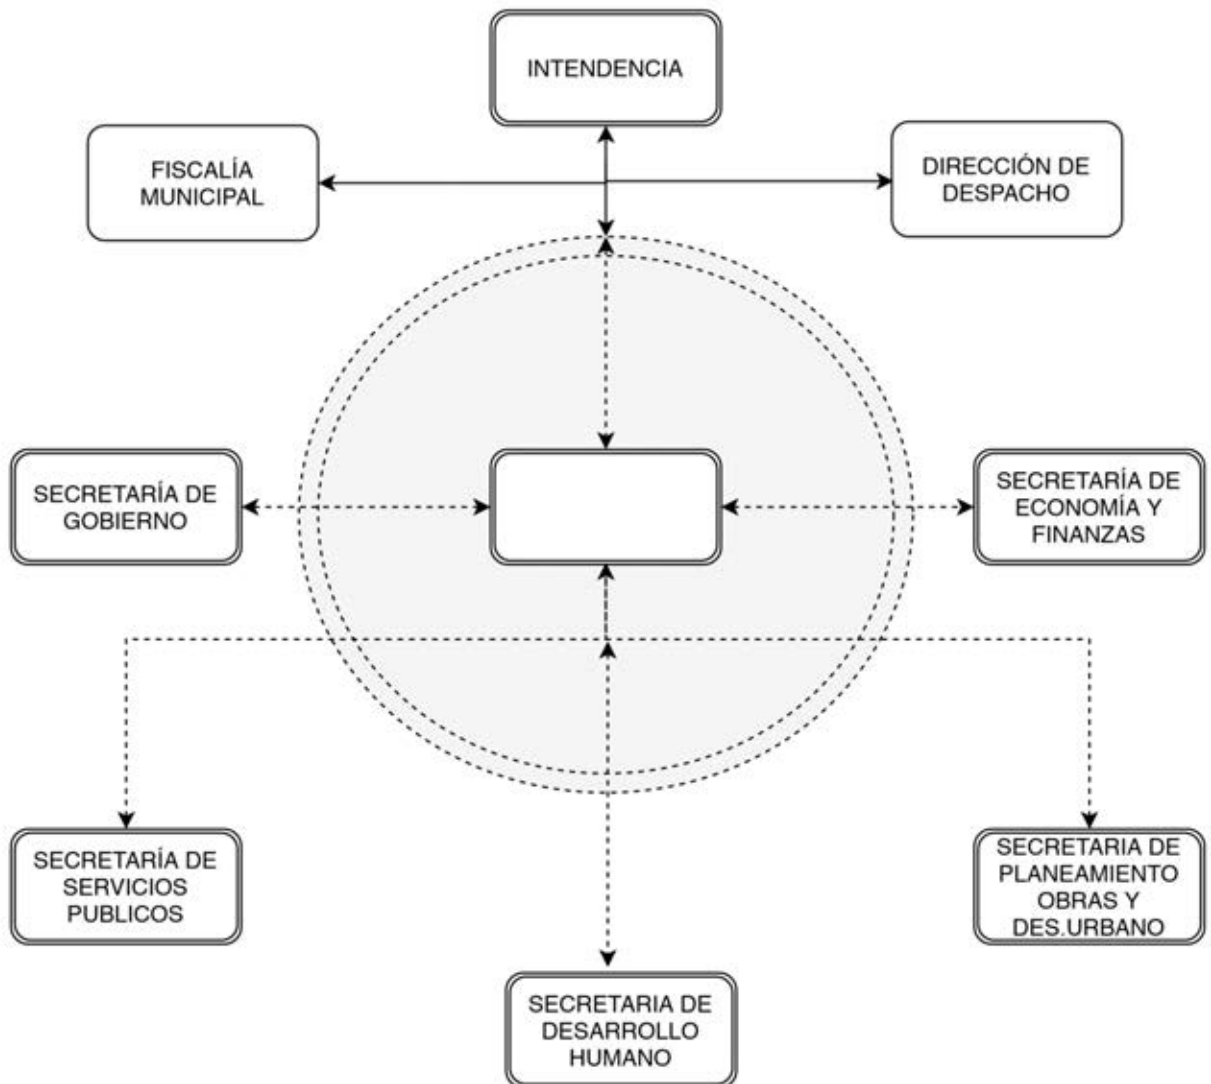 INTENDENCIA
FISCALÍA
MUNICIPAL
DIRECCIÓN DE
DESPACHO
SECRETARÍA DE
GOBIERNO
SECRETARÍA DE
ECONOMÍA Y
FINANZAS
SECRETARÍA DE
SERVICIOS
PUBLICOS
SECRETARIA DE
PLANEAMIENTO
OBRAS Y
DES.URBANO
SECRETARIA DE
DESARROLLO
HUMANO